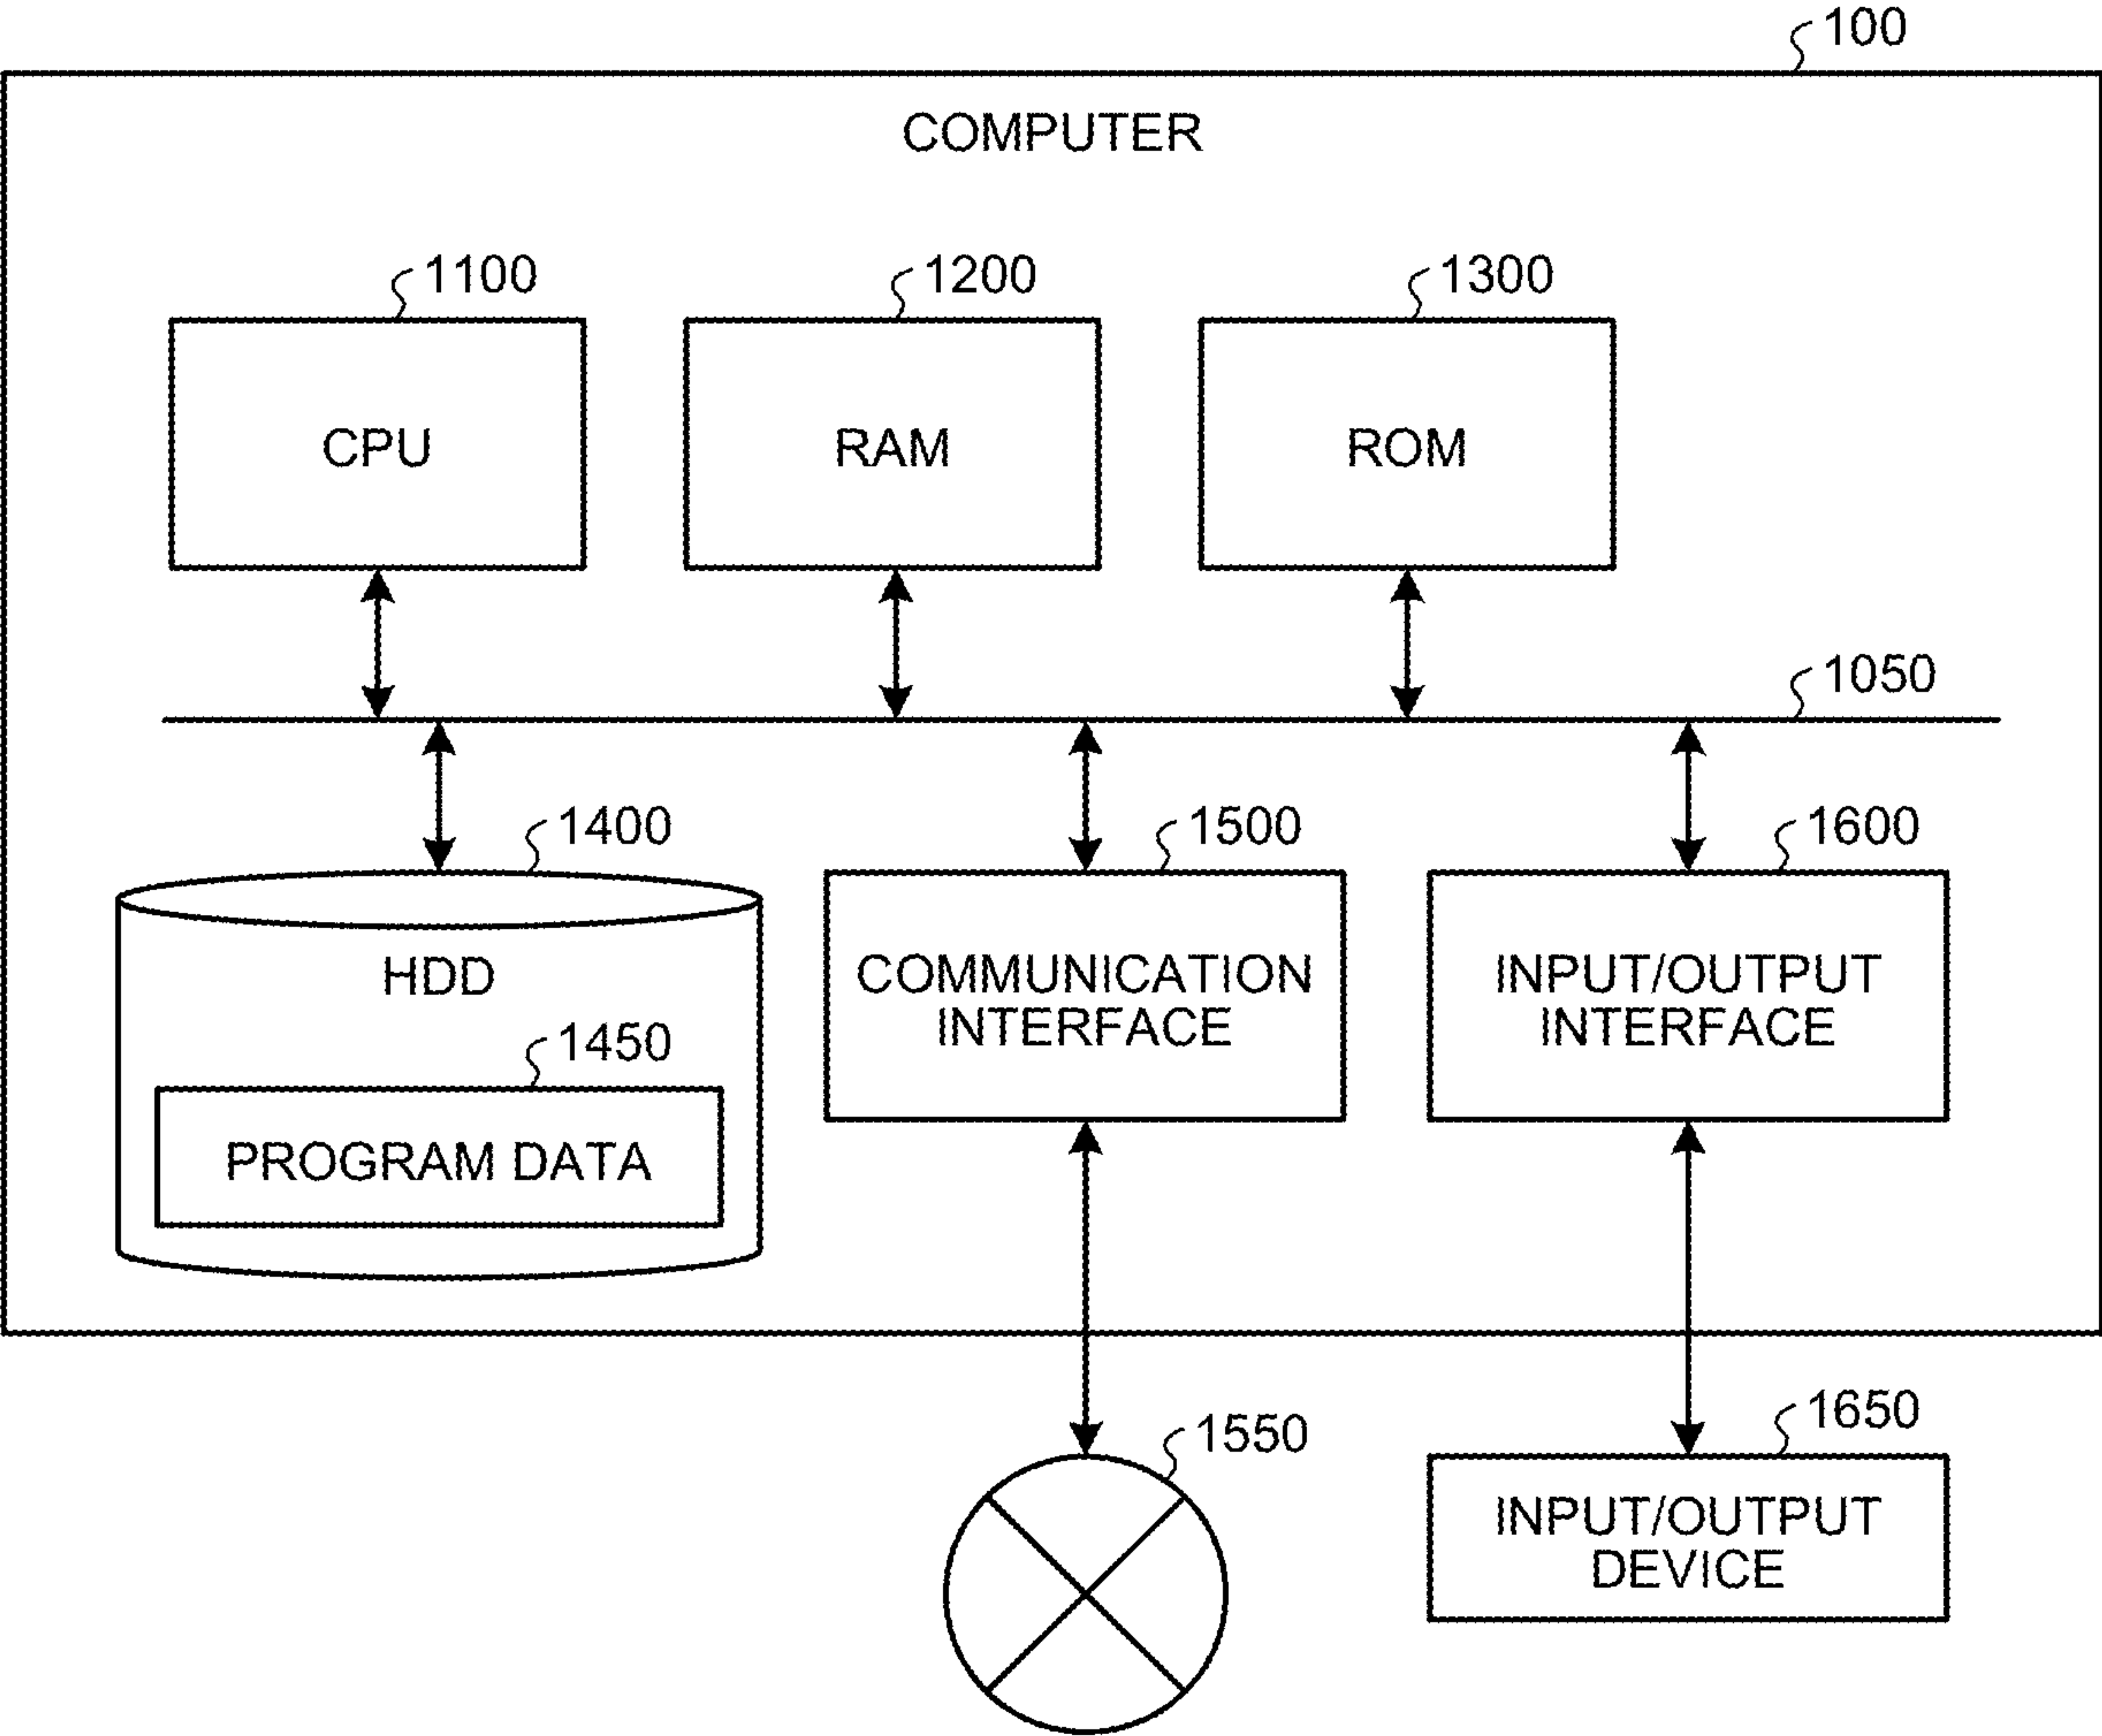 100
COMPUTER
1100
1200
1300
CPU
RAM
ROM
1050
1400
1500
1600
HDD
COMMUNICATION
INTERFACE
INPUT/OUTPUT
INTERFACE
1450
PROGRAM DATA
1550
1650
INPUT/OUTPUT
DEVICE